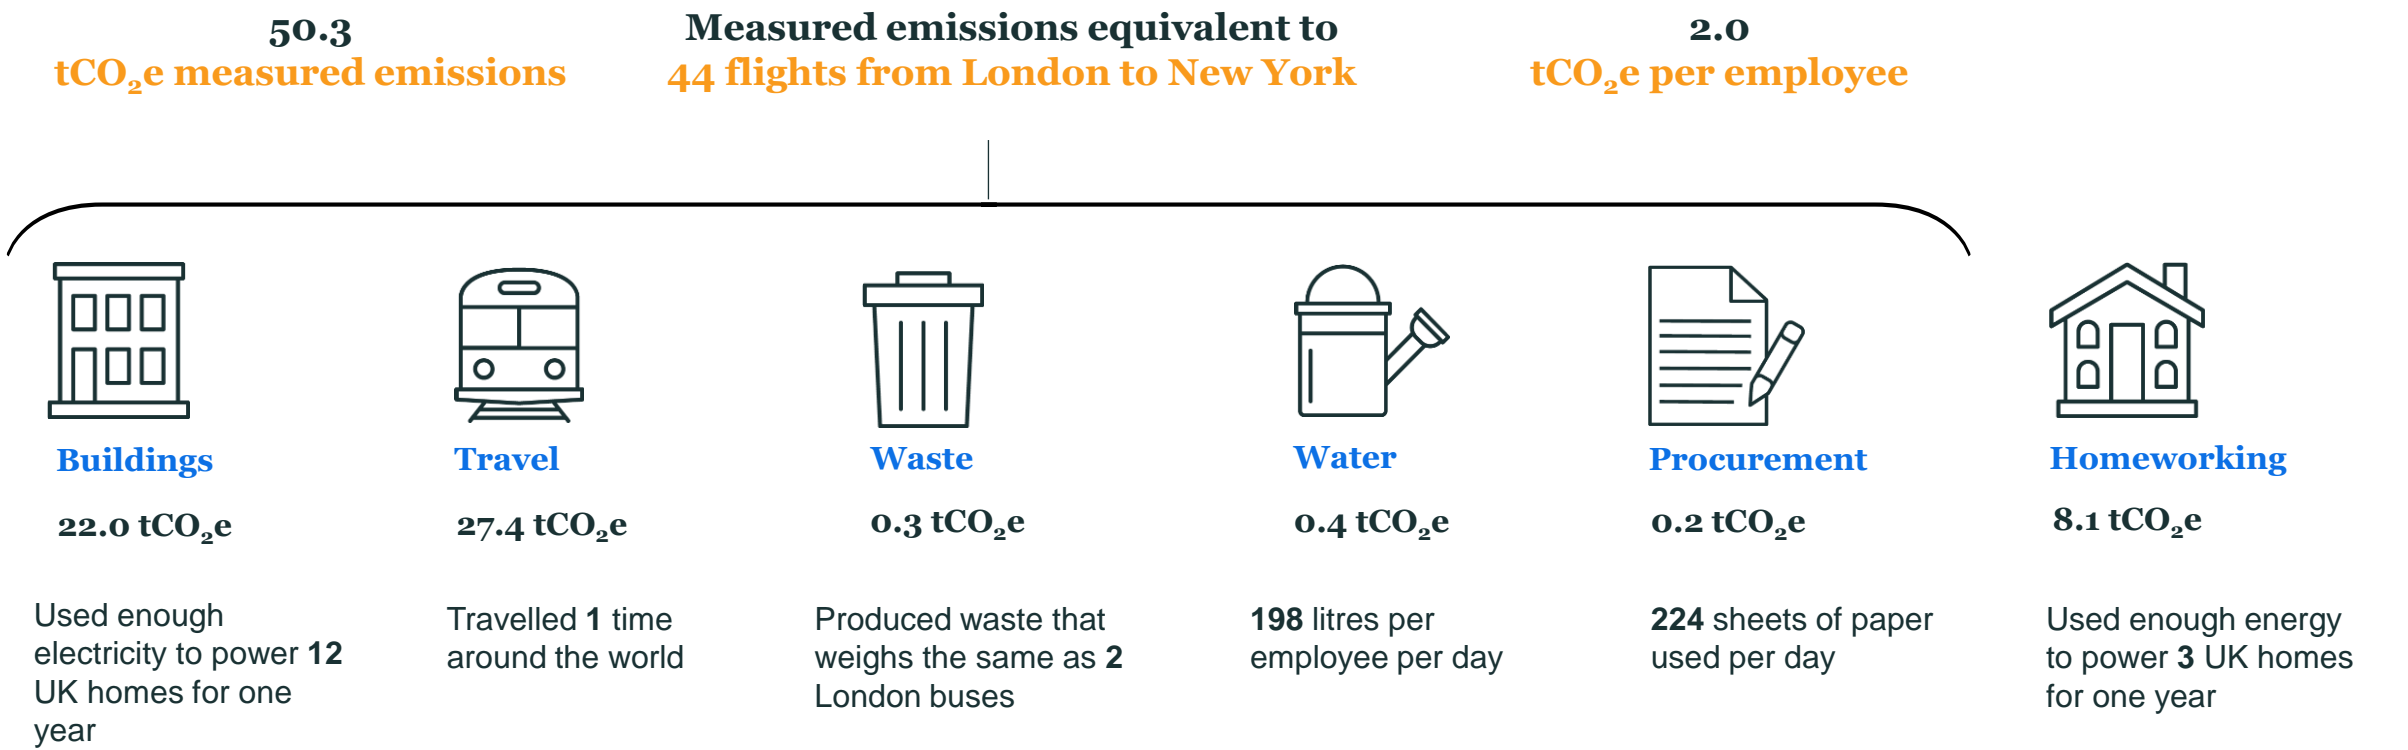 50.3
tCO₂e measured emissions
Measured emissions equivalent to
44 flights from London to New York
2.0
tCO₂e per employee
Buildings
22.0 tCO₂e
Used enough
electricity to power 12
UK homes for one
year
Travel
27.4 tCO₂e
Travelled 1 time
around the world
Waste
0.3 tCO₂e
Produced waste that
weighs the same as 2
London buses
Water
0.4 tCO₂e
198 litres per
employee per day
Procurement
0.2 tCO₂e
224 sheets of paper
used per day
Homeworking
8.1 tCO₂e
Used enough energy
to power 3 UK homes
for one year